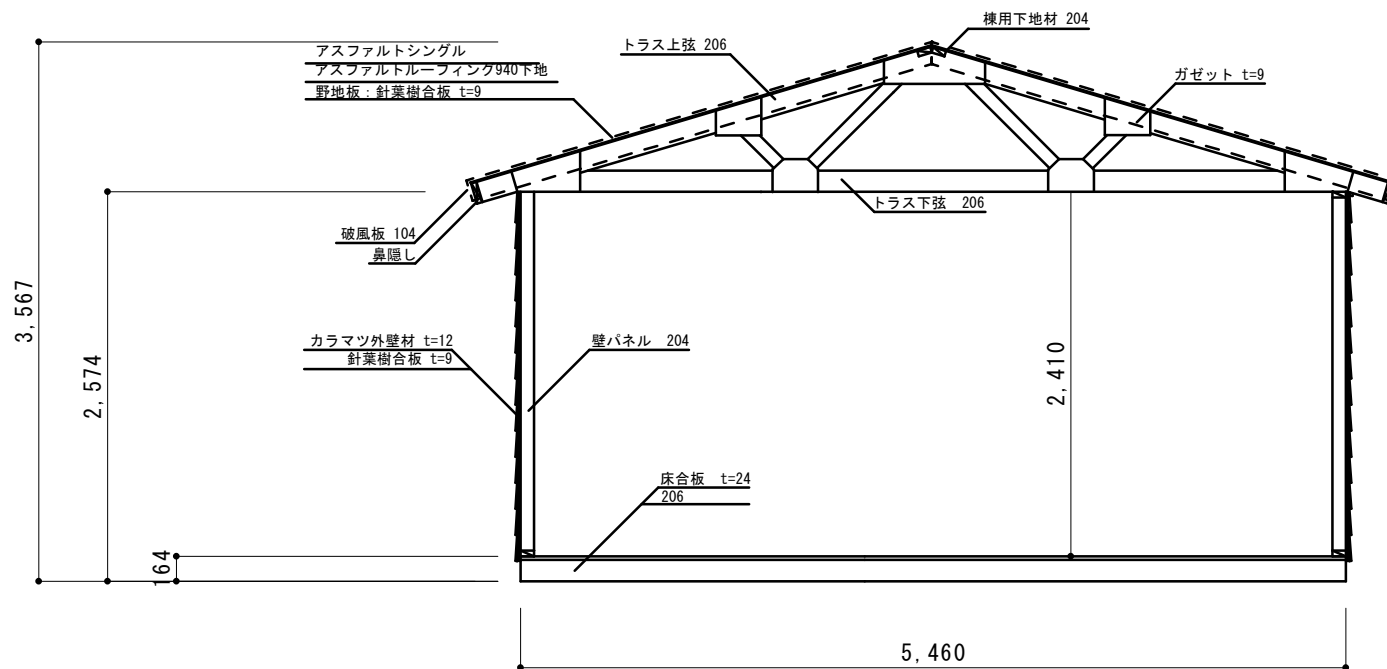 棟用下地材 204
トラス上弦 206
アスファルトシングル
アスファルトルーフィング940下地
野地板：針葉樹合板 t=9
ガゼット t=9
トラス下弦 206
破風板 104
鼻隠し
3,567
2,574
カラマツ外壁材 t=12
針葉樹合板 t=9
壁パネル 204
2,410
床合板 t=24
206
164
5,460